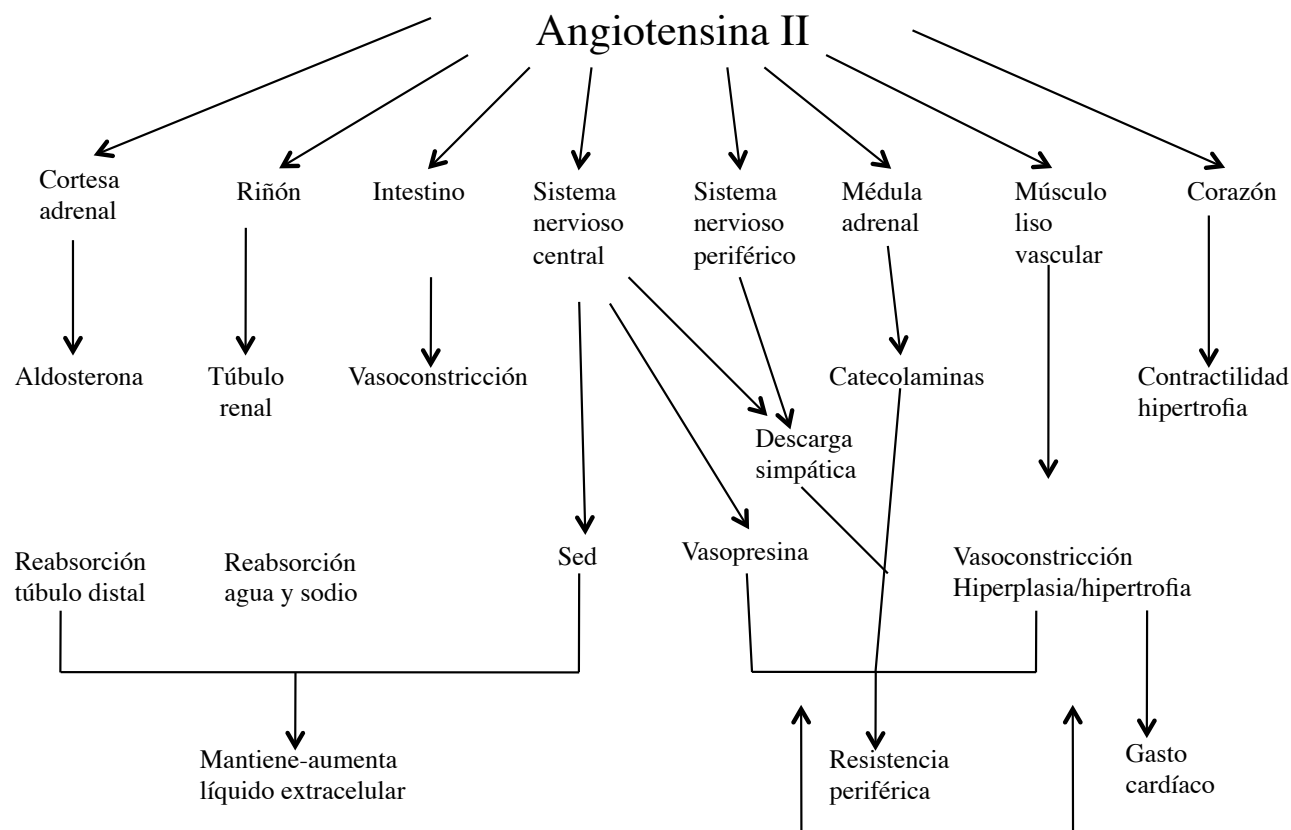 Angiotensina II
Cortesa
adrenal
Riñón
Intestino
Sistema
nervioso
central
Sistema
nervioso
periférico
Médula
adrenal
Músculo
liso
vascular
Corazón
Aldosterona
Túbulo
renal
Vasoconstricción
Catecolaminas
Contractilidad
hipertrofia
Descarga
simpática
Reabsorción
túbulo distal
Reabsorción
agua y sodio
Sed
Vasopresina
Vasoconstricción
Hiperplasia/hipertrofia
Mantiene-aumenta
líquido extracelular
Resistencia
periférica
Gasto
cardíaco